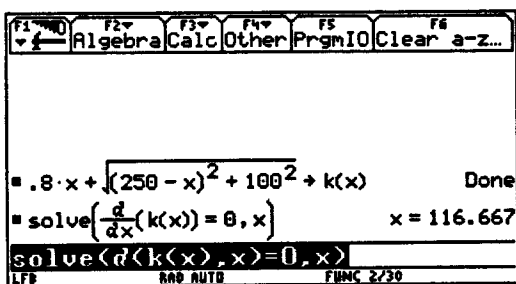 F1 F2 F3 F4 F5 F6
Algebra Calc Other PrgmIO Clear a-z…
.8·x + √((250 - x)² + 100²) → k(x) Done
solve(d/dx(k(x)) = 0, x) x = 116.667
solve(d(k(x),x)=0,x)
LFB RAD AUTO FUNC 2/30